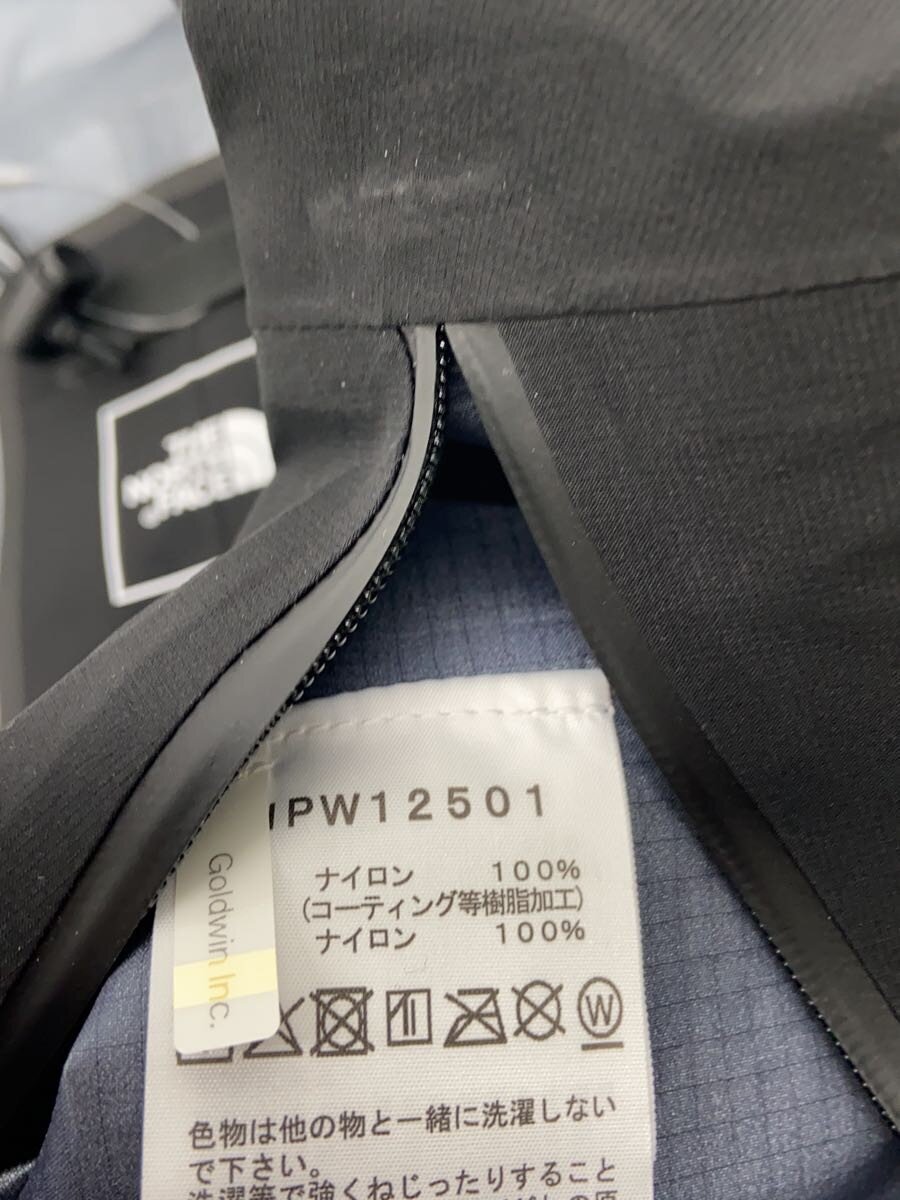 THE
NORTH
FACE
PW12501
ナイロン 100%
(コーティング等樹脂加工)
ナイロン 100%
Goldwin Inc.
W
色物は他の物と一緒に洗濯しない
で下さい。
洗濯等で強くねじったりすること